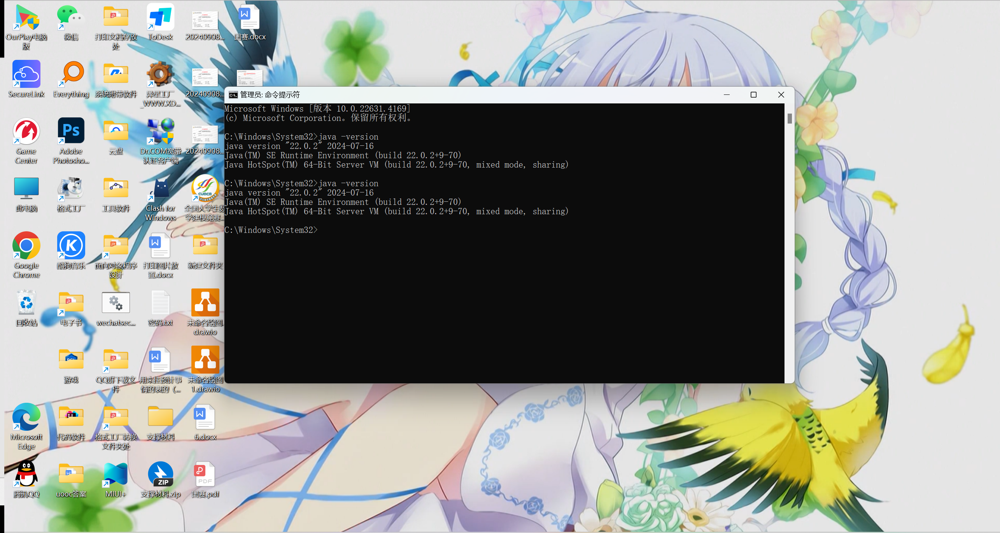 OurPlay电脑
版
微信
打印文档存放
处
ToDesk
20240908...
国赛.docx
SecureLink
Everything
系统附带软件
异星工厂
_WWW.XD...
20240908...
Game
Center
Ps
Adobe
Photosho...
云盘
Dr.COM宽带
认证客户端
20240908...
此电脑
格式工厂
工具软件
Clash for
Windows
CUMCM
全国大学生数
学建模竞赛...
Google
Chrome
K
酷狗音乐
面向对象程序
设计
W
打印图片放
置.docx
新建文件夹
回收站
电子书
wechatsec...
密码.txt
未命名绘图.
drawio
游戏
QQ群下载文
件
W
用来挂预计事
情的表的（...
未命名绘图
1.drawio
Microsoft
Edge
代码软件
格式工厂转换
文件夹处
支撑材料
W
6.docx
腾讯QQ
uooc答案
MIUI+
ZIP
支撑材料.zip
PDF
国赛.pdf
管理员: 命令提示符
Microsoft Windows [版本 10.0.22631.4169]
(c) Microsoft Corporation。保留所有权利。
C:\Windows\System32>java -version
java version "22.0.2" 2024-07-16
Java(TM) SE Runtime Environment (build 22.0.2+9-70)
Java HotSpot(TM) 64-Bit Server VM (build 22.0.2+9-70, mixed mode, sharing)
C:\Windows\System32>java -version
java version "22.0.2" 2024-07-16
Java(TM) SE Runtime Environment (build 22.0.2+9-70)
Java HotSpot(TM) 64-Bit Server VM (build 22.0.2+9-70, mixed mode, sharing)
C:\Windows\System32>